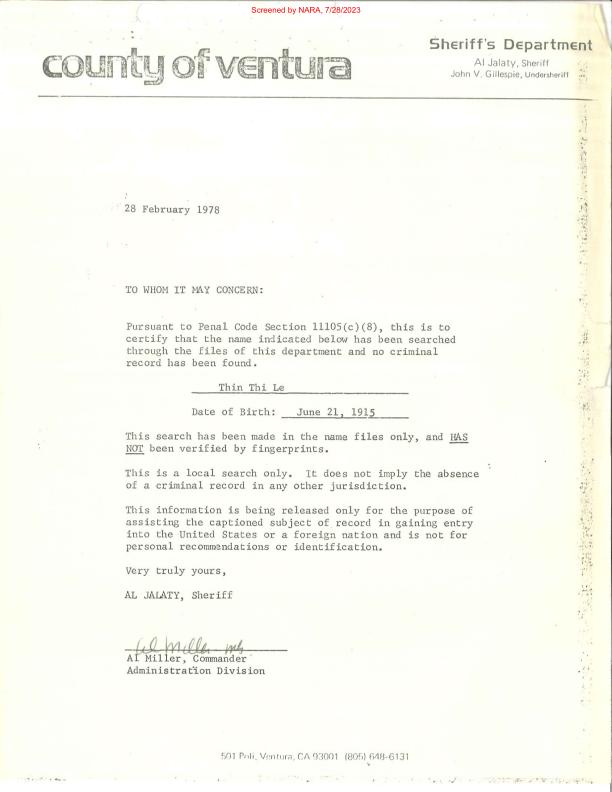 Screened by NARA, 7/28/2023
county of ventura
Sheriff's Department
Al Jalaty, Sheriff
John V. Gillespie, Undersheriff
28 February 1978
TO WHOM IT MAY CONCERN:
Pursuant to Penal Code Section 11105(c)(8), this is to
certify that the name indicated below has been searched
through the files of this department and no criminal
record has been found.
Thin Thi Le
Date of Birth: June 21, 1915
This search has been made in the name files only, and HAS
NOT been verified by fingerprints.
This is a local search only. It does not imply the absence
of a criminal record in any other jurisdiction.
This information is being released only for the purpose of
assisting the captioned subject of record in gaining entry
into the United States or a foreign nation and is not for
personal recommendations or identification.
Very truly yours,
AL JALATY, Sheriff
Al Miller
Al Miller, Commander
Administration Division
501 Poli, Ventura, CA 93001 (805) 648-6131